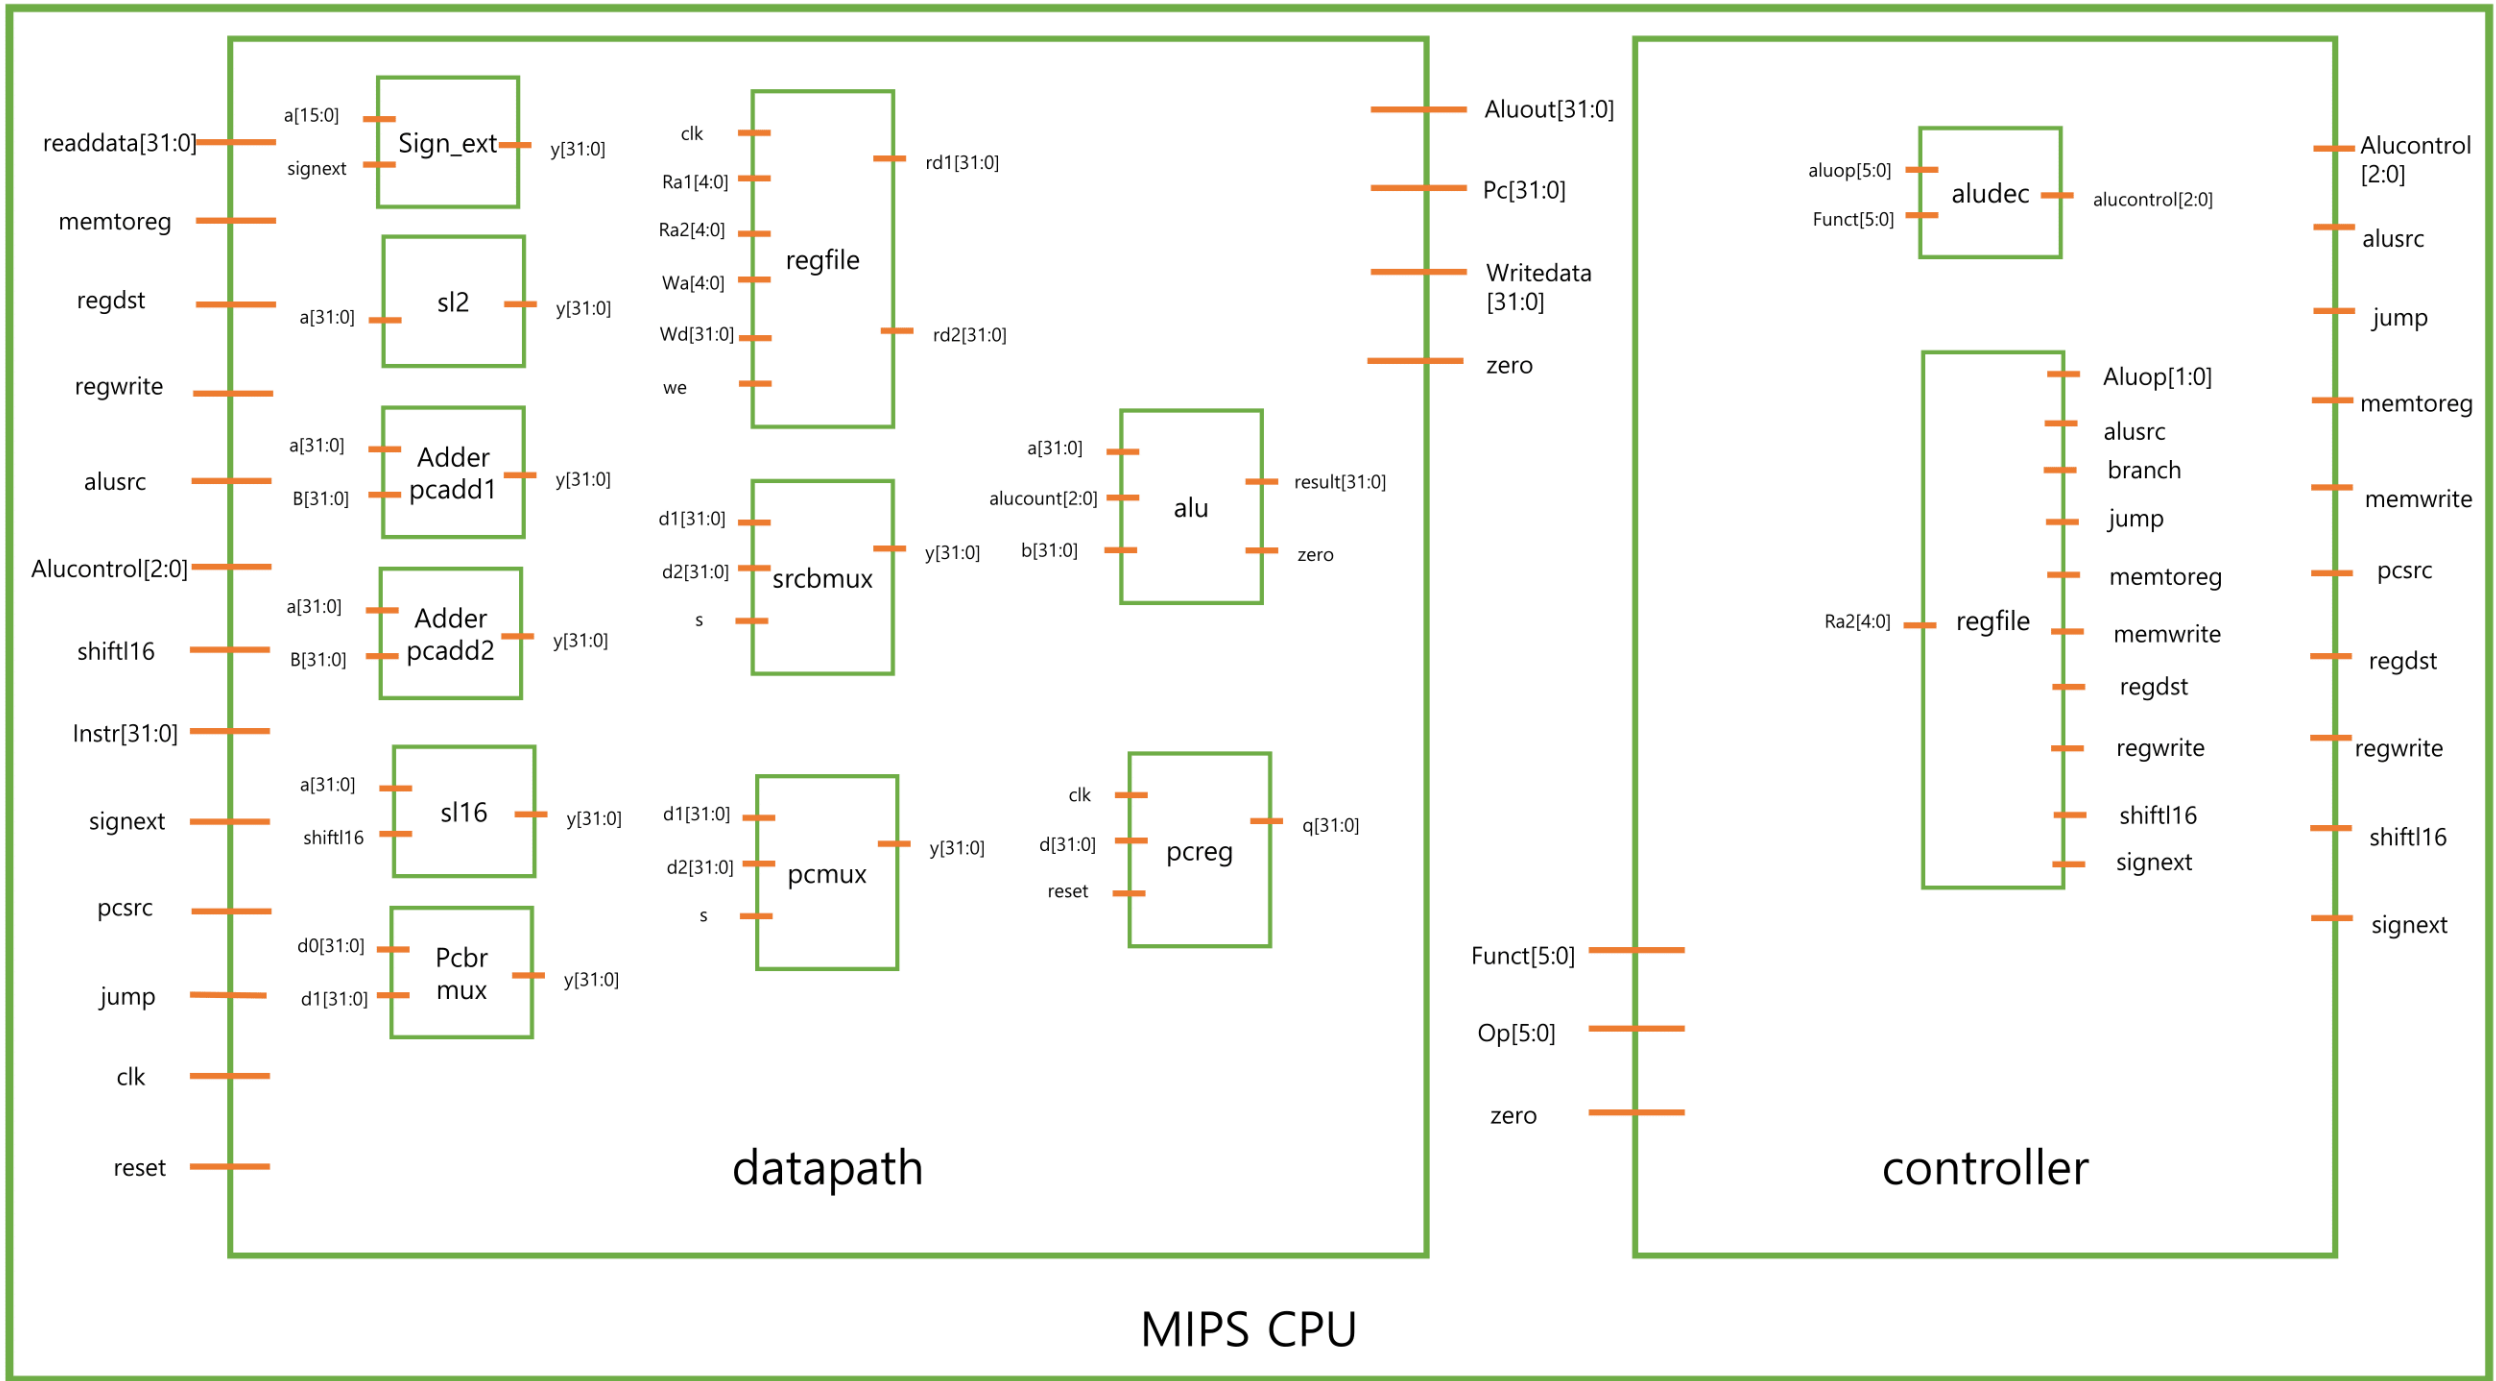 readdata[31:0]
memtoreg
regdst
regwrite
alusrc
Alucontrol[2:0]
shiftl16
Instr[31:0]
signext
pcsrc
jump
clk
reset
a[15:0]
signext
Sign_ext
y[31:0]
a[31:0]
sl2
y[31:0]
a[31:0]
B[31:0]
Adder
pcadd1
y[31:0]
a[31:0]
B[31:0]
Adder
pcadd2
y[31:0]
a[31:0]
shiftl16
sl16
y[31:0]
d0[31:0]
d1[31:0]
Pcbr
mux
y[31:0]
clk
Ra1[4:0]
Ra2[4:0]
Wa[4:0]
Wd[31:0]
we
regfile
rd1[31:0]
rd2[31:0]
d1[31:0]
d2[31:0]
s
srcbmux
y[31:0]
d1[31:0]
d2[31:0]
s
pcmux
y[31:0]
a[31:0]
alucount[2:0]
b[31:0]
alu
result[31:0]
zero
clk
d[31:0]
reset
pcreg
q[31:0]
datapath
Aluout[31:0]
Pc[31:0]
Writedata
[31:0]
zero
Funct[5:0]
Op[5:0]
zero
aluop[5:0]
Funct[5:0]
aludec
alucontrol[2:0]
Ra2[4:0]
regfile
Aluop[1:0]
alusrc
branch
jump
memtoreg
memwrite
regdst
regwrite
shiftl16
signext
controller
Alucontrol
[2:0]
alusrc
jump
memtoreg
memwrite
pcsrc
regdst
regwrite
shiftl16
signext
MIPS CPU